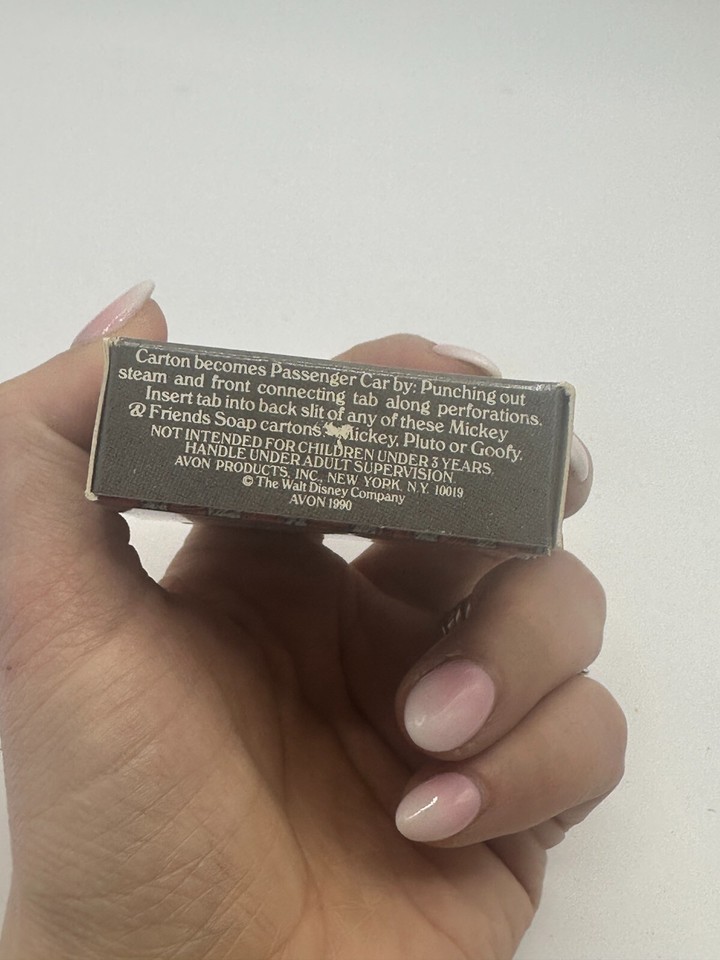 Carton becomes Passenger Car by: Punching out
steam and front connecting tab along perforations.
Insert tab into back slit of any of these Mickey
& Friends Soap cartons: Mickey, Pluto or Goofy.
NOT INTENDED FOR CHILDREN UNDER 3 YEARS.
HANDLE UNDER ADULT SUPERVISION.
AVON PRODUCTS, INC., NEW YORK, N.Y. 10019
© The Walt Disney Company
AVON 1990